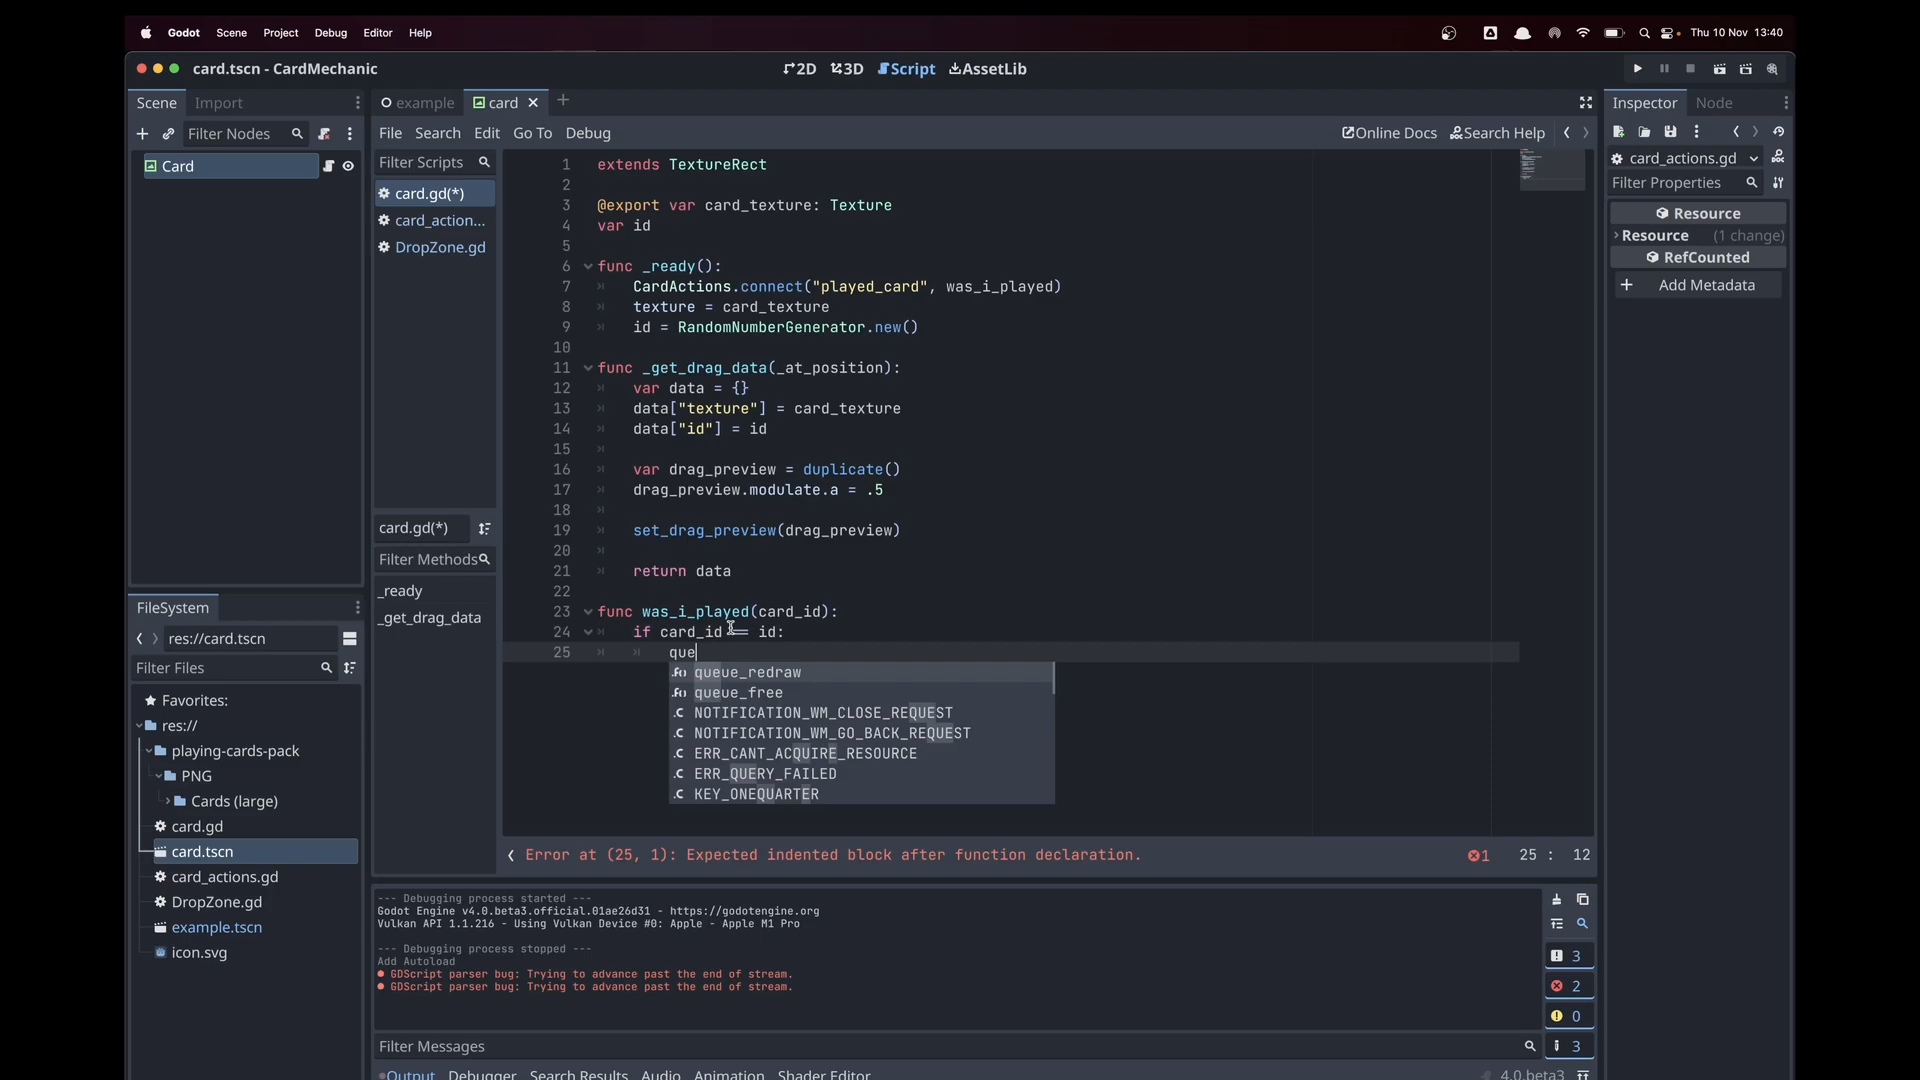 Godot Scene Project Debug Editor Help Thu 10 Nov 13:40
card.tscn - CardMechanic
2D 3D Script AssetLib
Scene Import
Filter Nodes
Card
FileSystem
res://card.tscn
Filter Files
Favorites:
res://
playing-cards-pack
PNG
Cards (large)
card.gd
card.tscn
card_actions.gd
DropZone.gd
example.tscn
icon.svg
example card
File Search Edit Go To Debug Online Docs Search Help
Filter Scripts
card.gd(*)
card_action...
DropZone.gd
card.gd(*)
Filter Methods
_ready
_get_drag_data
1 extends TextureRect
2
3 @export var card_texture: Texture
4 var id
5
6 func _ready():
7 CardActions.connect("played_card", was_i_played)
8 texture = card_texture
9 id = RandomNumberGenerator.new()
10
11 func _get_drag_data(_at_position):
12 var data = {}
13 data["texture"] = card_texture
14 data["id"] = id
15
16 var drag_preview = duplicate()
17 drag_preview.modulate.a = .5
18
19 set_drag_preview(drag_preview)
20
21 return data
22
23 func was_i_played(card_id):
24 if card_id == id:
25 que
queue_redraw
queue_free
NOTIFICATION_WM_CLOSE_REQUEST
NOTIFICATION_WM_GO_BACK_REQUEST
ERR_CANT_ACQUIRE_RESOURCE
ERR_QUERY_FAILED
KEY_ONEQUARTER
Error at (25, 1): Expected indented block after function declaration. 1 25 : 12
--- Debugging process started ---
Godot Engine v4.0.beta3.official.01ae26d31 - https://godotengine.org
Vulkan API 1.1.216 - Using Vulkan Device #0: Apple - Apple M1 Pro
--- Debugging process stopped ---
Add Autoload
GDScript parser bug: Trying to advance past the end of stream.
GDScript parser bug: Trying to advance past the end of stream.
3
2
0
3
Filter Messages
Output Debugger Search Results Audio Animation Shader Editor 4.0.beta3
Inspector Node
card_actions.gd
Filter Properties
Resource
Resource (1 change)
RefCounted
Add Metadata